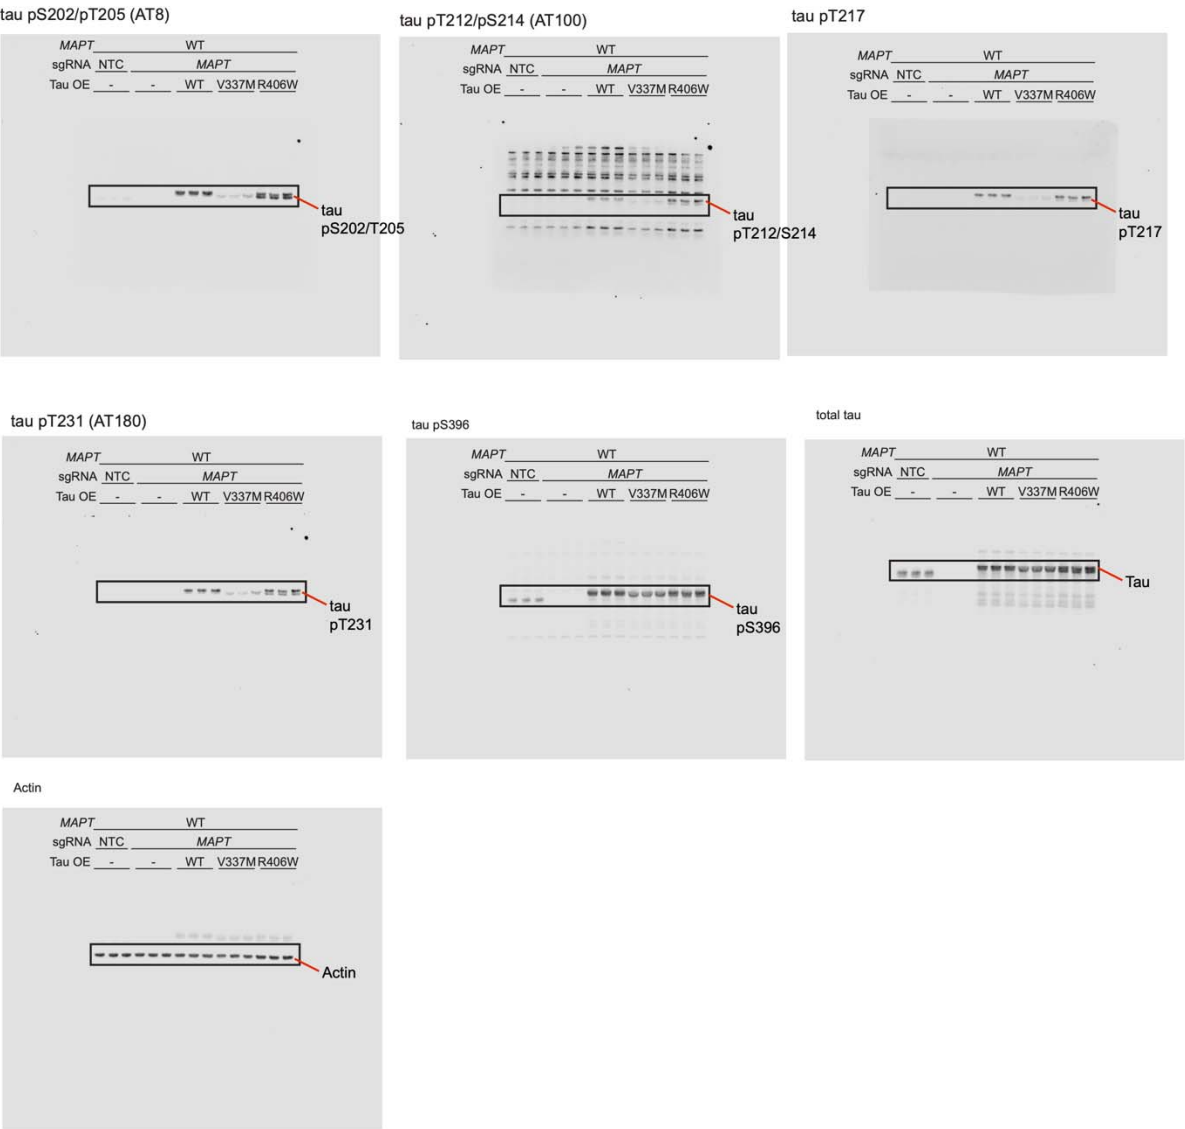 tau pS202/pT205 (AT8)
MAPT WT
sgRNA NTC MAPT
Tau OE - - WT V337M R406W
tau
pS202/T205
tau pT212/pS214 (AT100)
MAPT WT
sgRNA NTC MAPT
Tau OE - - WT V337M R406W
tau
pT212/S214
tau pT217
MAPT WT
sgRNA NTC MAPT
Tau OE - - WT V337M R406W
tau
pT217
tau pT231 (AT180)
MAPT WT
sgRNA NTC MAPT
Tau OE - - WT V337M R406W
tau
pT231
tau pS396
MAPT WT
sgRNA NTC MAPT
Tau OE - - WT V337M R406W
tau
pS396
total tau
MAPT WT
sgRNA NTC MAPT
Tau OE - - WT V337M R406W
Tau
Actin
MAPT WT
sgRNA NTC MAPT
Tau OE - - WT V337M R406W
Actin